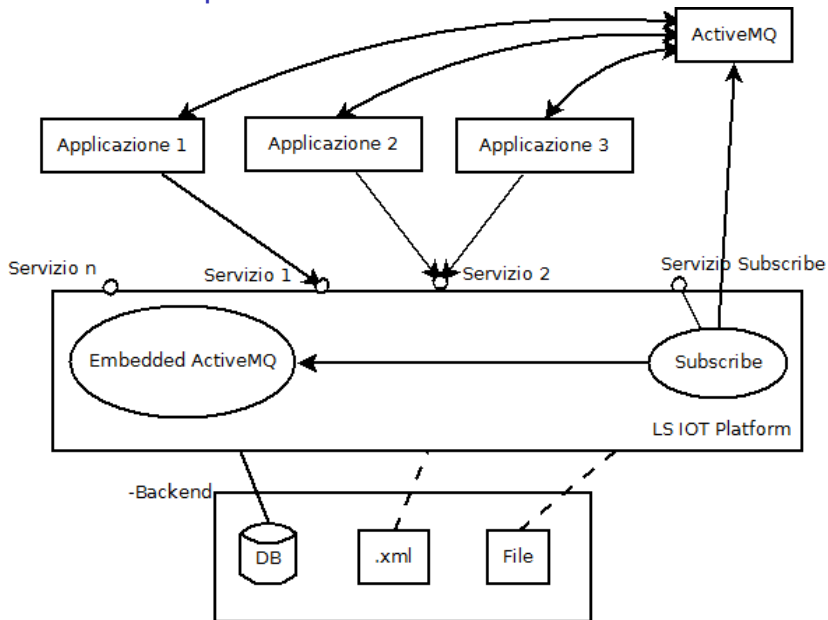 ActiveMQ
Applicazione 1
Applicazione 2
Applicazione 3
Servizio n
Servizio 1
Servizio 2
Servizio Subscribe
Embedded ActiveMQ
Subscribe
LS IOT Platform
-Backend
DB
.xml
File